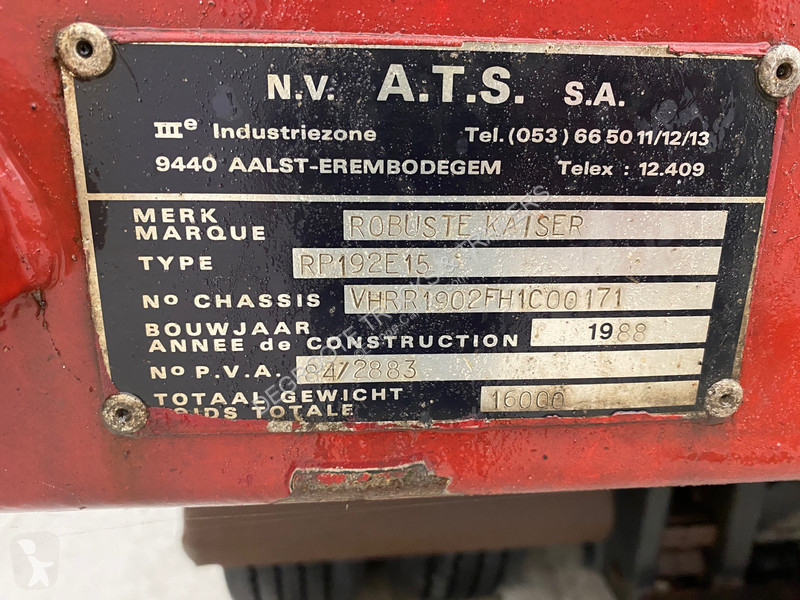 N.V. A.T.S. S.A.
IIIe Industriezone Tel. (053) 66 50 11/12/13
9440 AALST-EREMBODEGEM Telex : 12.409
MERK
MARQUE ROBUSTE KAISER
TYPE RP192E15
No CHASSIS VHRR1902FH1C00171
BOUWJAAR
ANNEE de CONSTRUCTION 1988
No P.V.A. 84/2883
TOTAAL GEWICHT
POIDS TOTALE 16000